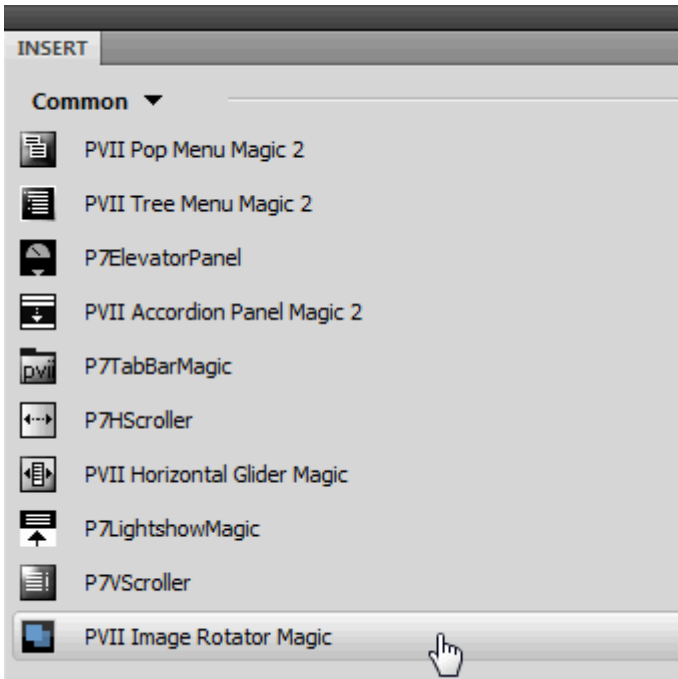 INSERT
Common
PVII Pop Menu Magic 2
PVII Tree Menu Magic 2
P7ElevatorPanel
PVII Accordion Panel Magic 2
pvii
P7TabBarMagic
P7HScroller
PVII Horizontal Glider Magic
P7LightshowMagic
P7VScroller
PVII Image Rotator Magic